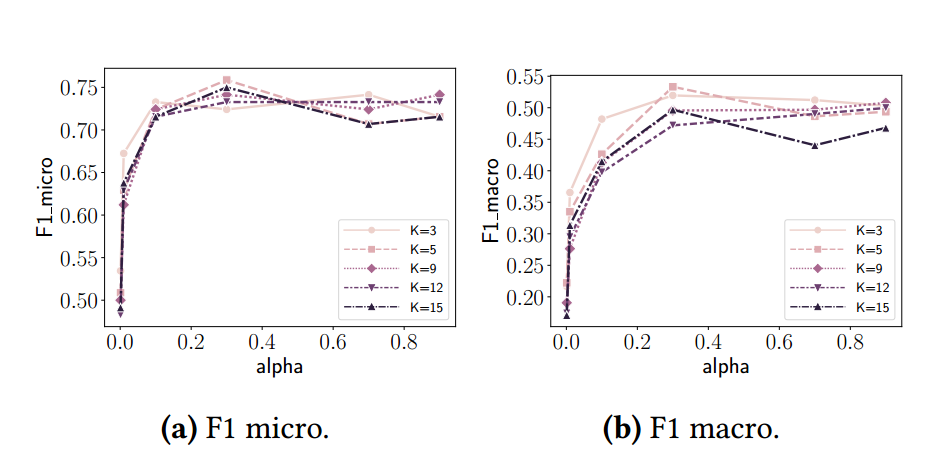 0.75
0.70
0.65
0.60
0.55
0.50
F1_micro
0.0 0.2 0.4 0.6 0.8
alpha
K=3
K=5
K=9
K=12
K=15
(a) F1 micro.
0.55
0.50
0.45
0.40
0.35
0.30
0.25
0.20
F1_macro
0.0 0.2 0.4 0.6 0.8
alpha
K=3
K=5
K=9
K=12
K=15
(b) F1 macro.